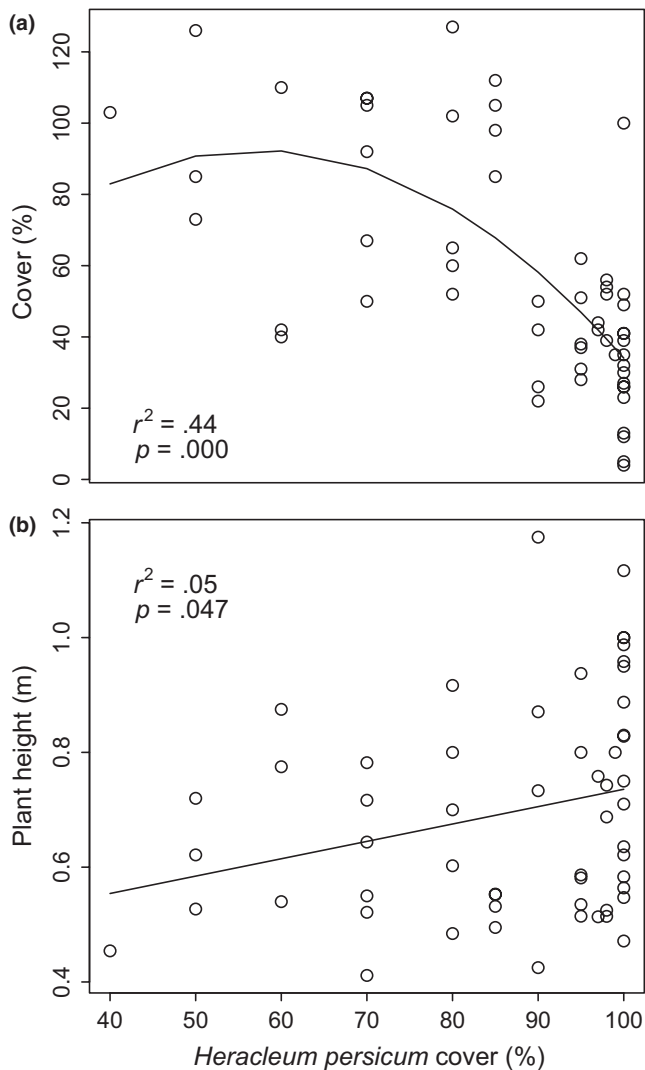 (a)
Cover (%)
120
100
80
60
40
20
0
r² = .44
p = .000
(b)
Plant height (m)
1.2
1.0
0.8
0.6
0.4
r² = .05
p = .047
40 50 60 70 80 90 100
Heracleum persicum cover (%)